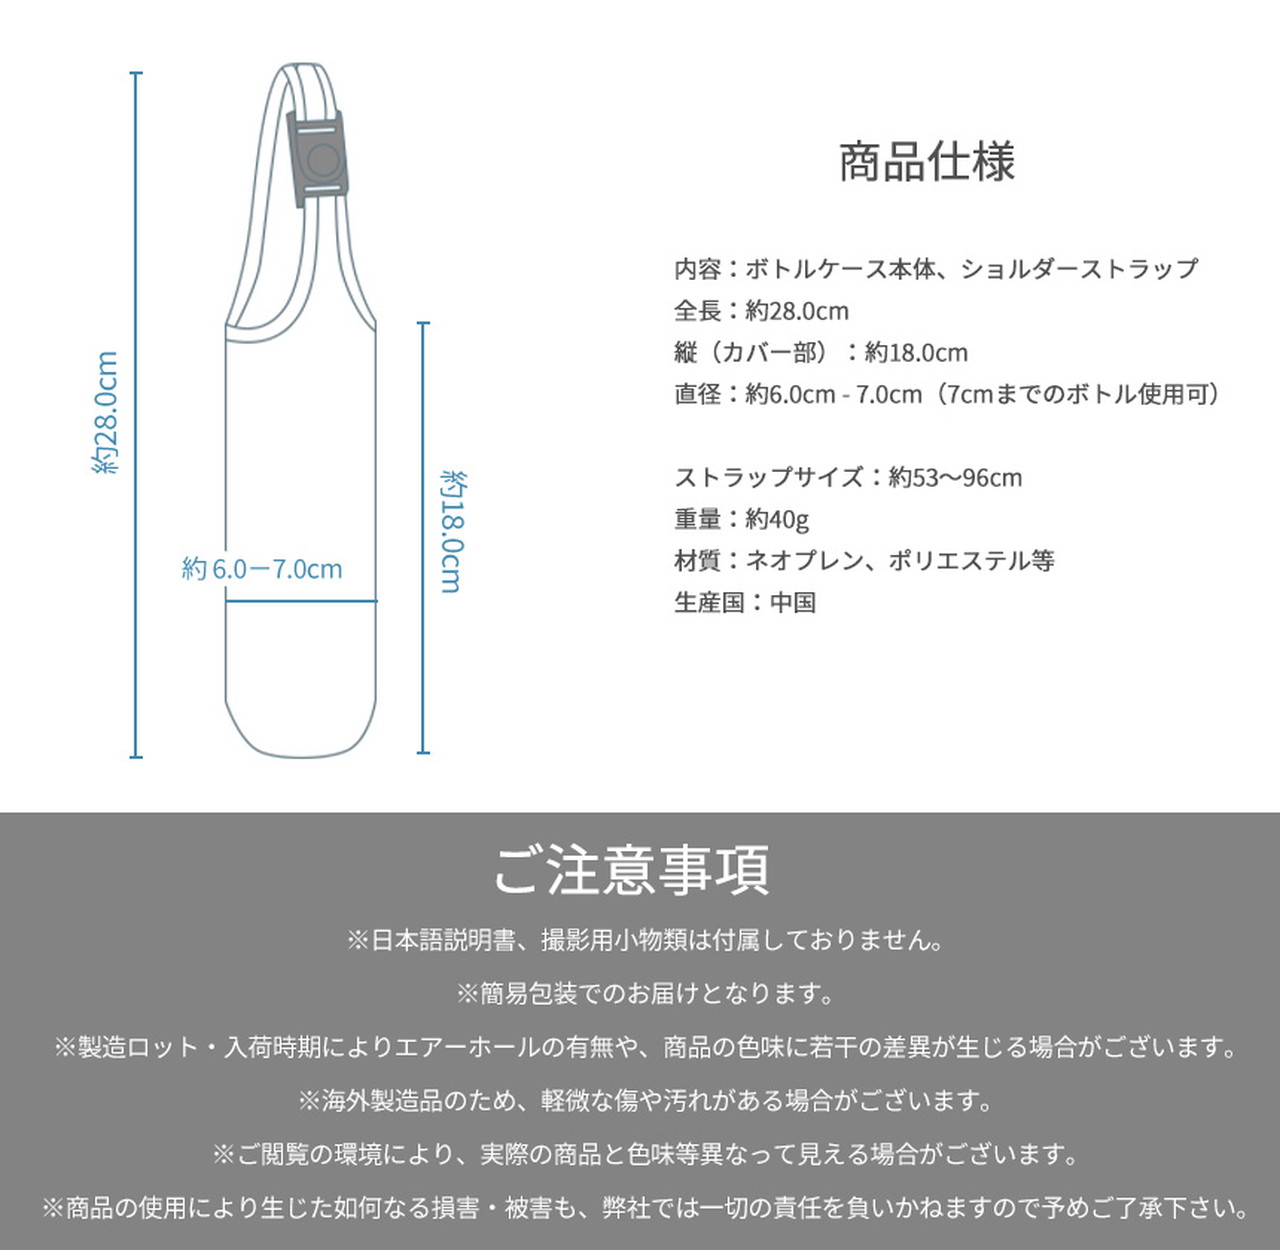 約28.0cm
約18.0cm
約 6.0－7.0cm
商品仕様
内容：ボトルケース本体、ショルダーストラップ
全長：約28.0cm
縦（カバー部）：約18.0cm
直径：約6.0cm - 7.0cm（7cmまでのボトル使用可）
ストラップサイズ：約53～96cm
重量：約40g
材質：ネオプレン、ポリエステル等
生産国：中国
ご注意事項
※日本語説明書、撮影用小物類は付属しておりません。
※簡易包装でのお届けとなります。
※製造ロット・入荷時期によりエアーホールの有無や、商品の色味に若干の差異が生じる場合がございます。
※海外製造品のため、軽微な傷や汚れがある場合がございます。
※ご閲覧の環境により、実際の商品と色味等異なって見える場合がございます。
※商品の使用により生じた如何なる損害・被害も、弊社では一切の責任を負いかねますので予めご了承下さい。